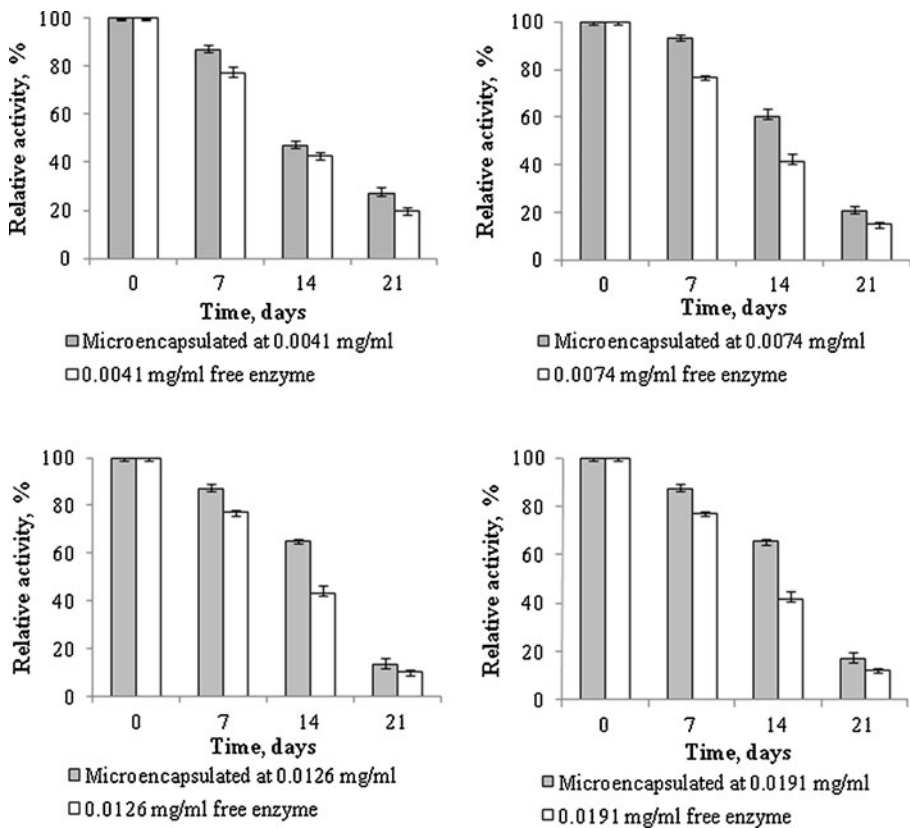 Relative activity, %
100
80
60
40
20
0
0 7 14 21
Time, days
Microencapsulated at 0.0041 mg/ml
0.0041 mg/ml free enzyme
Relative activity, %
100
80
60
40
20
0
0 7 14 21
Time, days
Microencapsulated at 0.0074 mg/ml
0.0074 mg/ml free enzyme
Relative activity, %
100
80
60
40
20
0
0 7 14 21
Time, days
Microencapsulated at 0.0126 mg/ml
0.0126 mg/ml free enzyme
Relative activity, %
100
80
60
40
20
0
0 7 14 21
Time, days
Microencapsulated at 0.0191 mg/ml
0.0191 mg/ml free enzyme